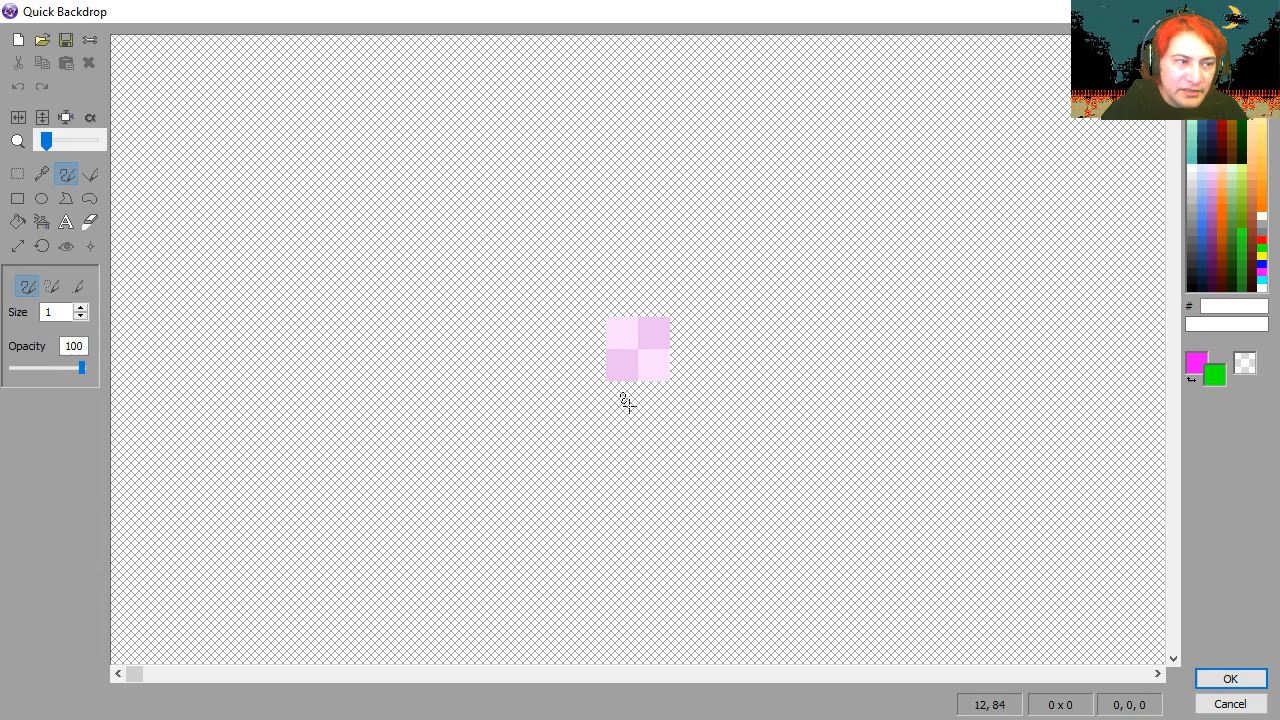 Quick Backdrop
Size 1
Opacity 100
#
OK
12, 84 0 x 0 0, 0, 0 Cancel